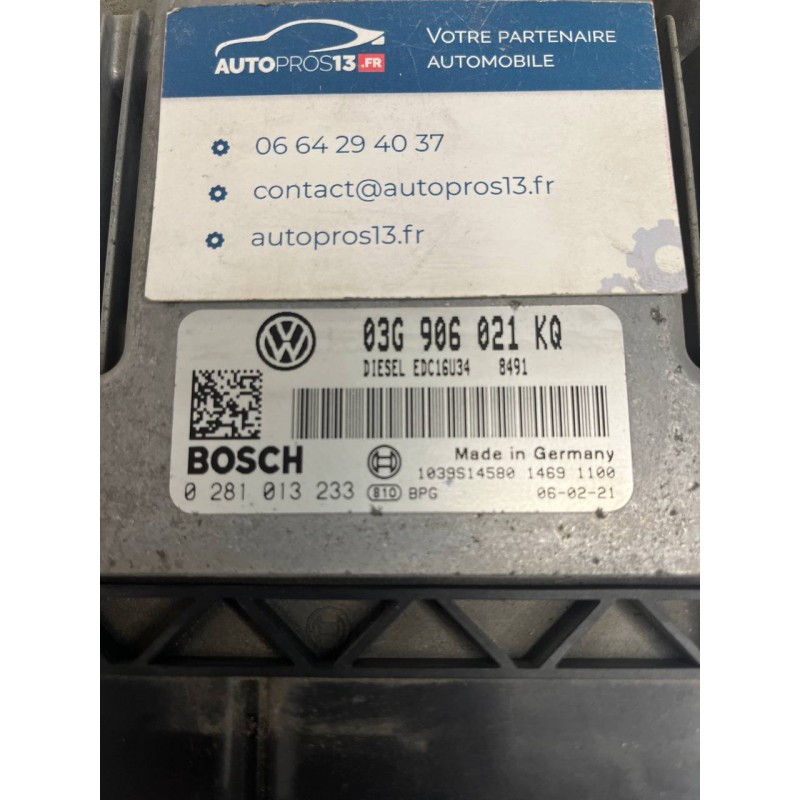 VOTRE PARTENAIRE
AUTOMOBILE
AUTOPROS13.FR
06 64 29 40 37
contact@autopros13.fr
autopros13.fr
03G 906 021 KQ
DIESEL EDC16U34 8491
BOSCH
Made in Germany
1039S14580 1469 1100
0 281 013 233 810 BPG 06-02-21